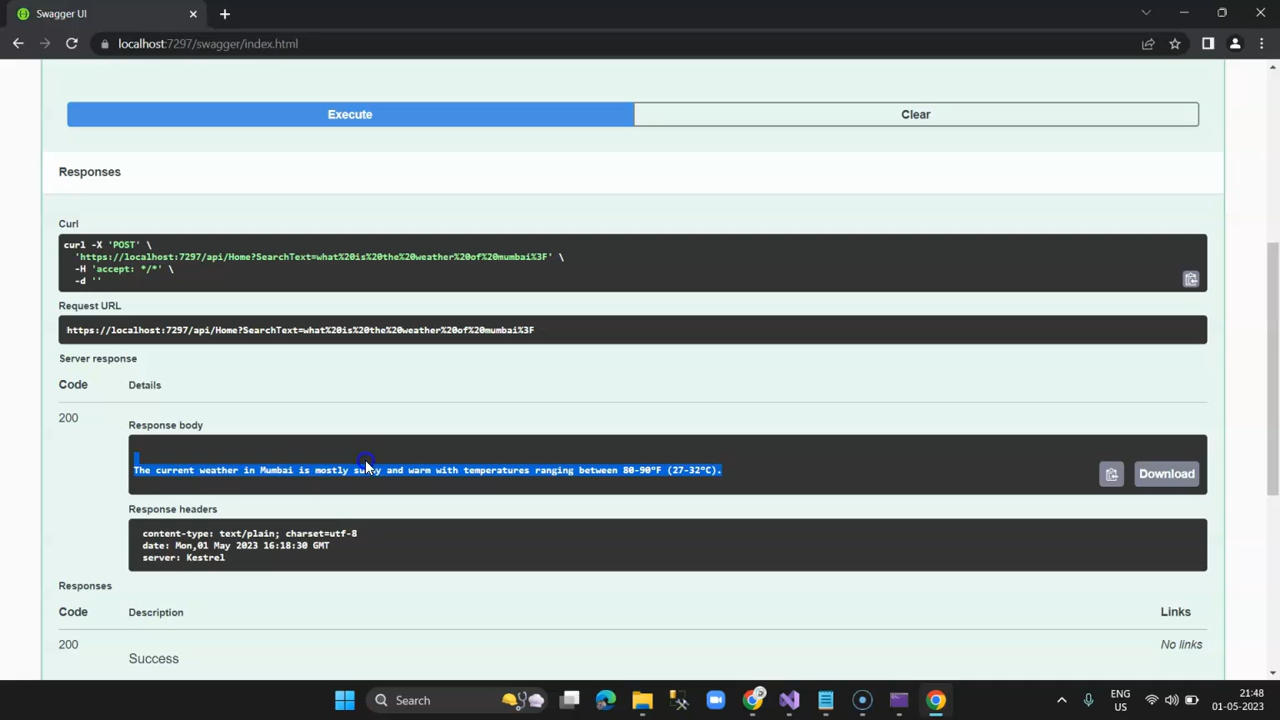 Swagger UI
localhost:7297/swagger/index.html
Execute
Clear
Responses
Curl
curl -X 'POST' \
'https://localhost:7297/api/Home?SearchText=what%20is%20the%20weather%20of%20mumbai%3F' \
-H 'accept: */*' \
-d ''
Request URL
https://localhost:7297/api/Home?SearchText=what%20is%20the%20weather%20of%20mumbai%3F
Server response
Code Details
200
Response body
The current weather in Mumbai is mostly sunny and warm with temperatures ranging between 80-90°F (27-32°C).
Download
Response headers
content-type: text/plain; charset=utf-8
date: Mon,01 May 2023 16:18:30 GMT
server: Kestrel
Responses
Code Description Links
200 No links
Success
Search
ENG
US
21:48
01-05-2023